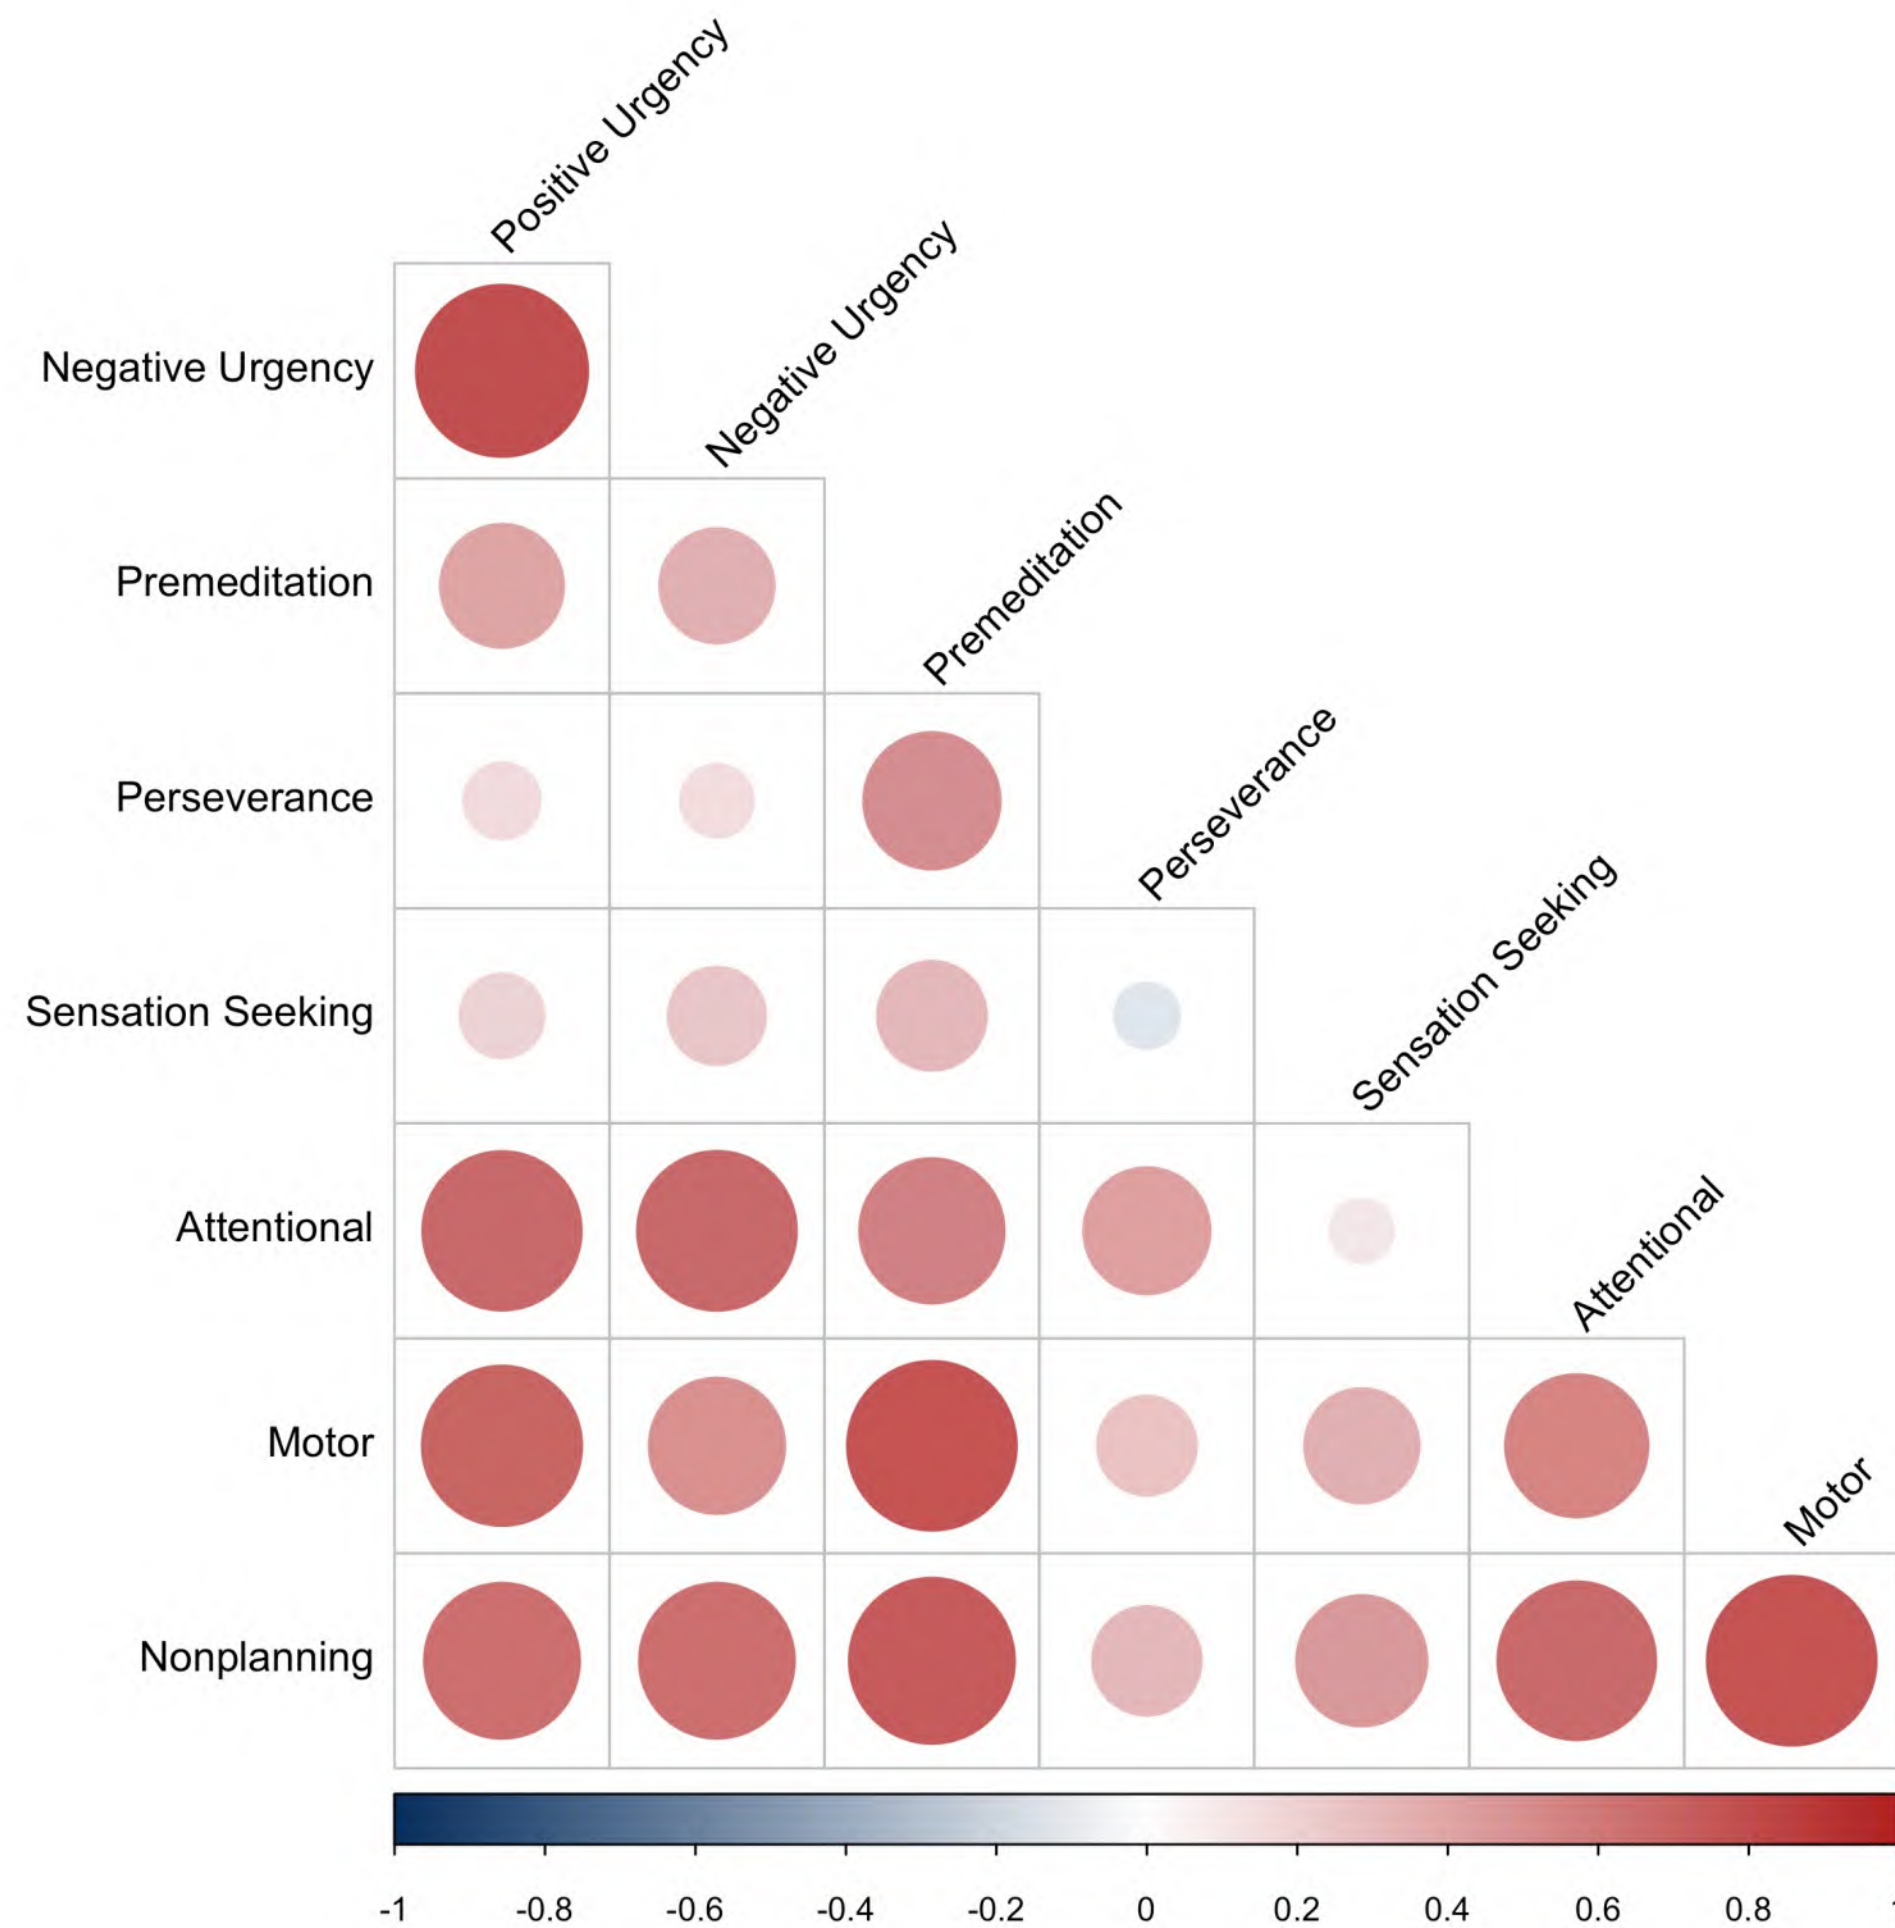 Positive Urgency
Negative Urgency
Negative Urgency
Premeditation
Premeditation
Perseverance
Perseverance
Sensation Seeking
Sensation Seeking
Attentional
Attentional
Motor
Motor
Nonplanning
-1 -0.8 -0.6 -0.4 -0.2 0 0.2 0.4 0.6 0.8